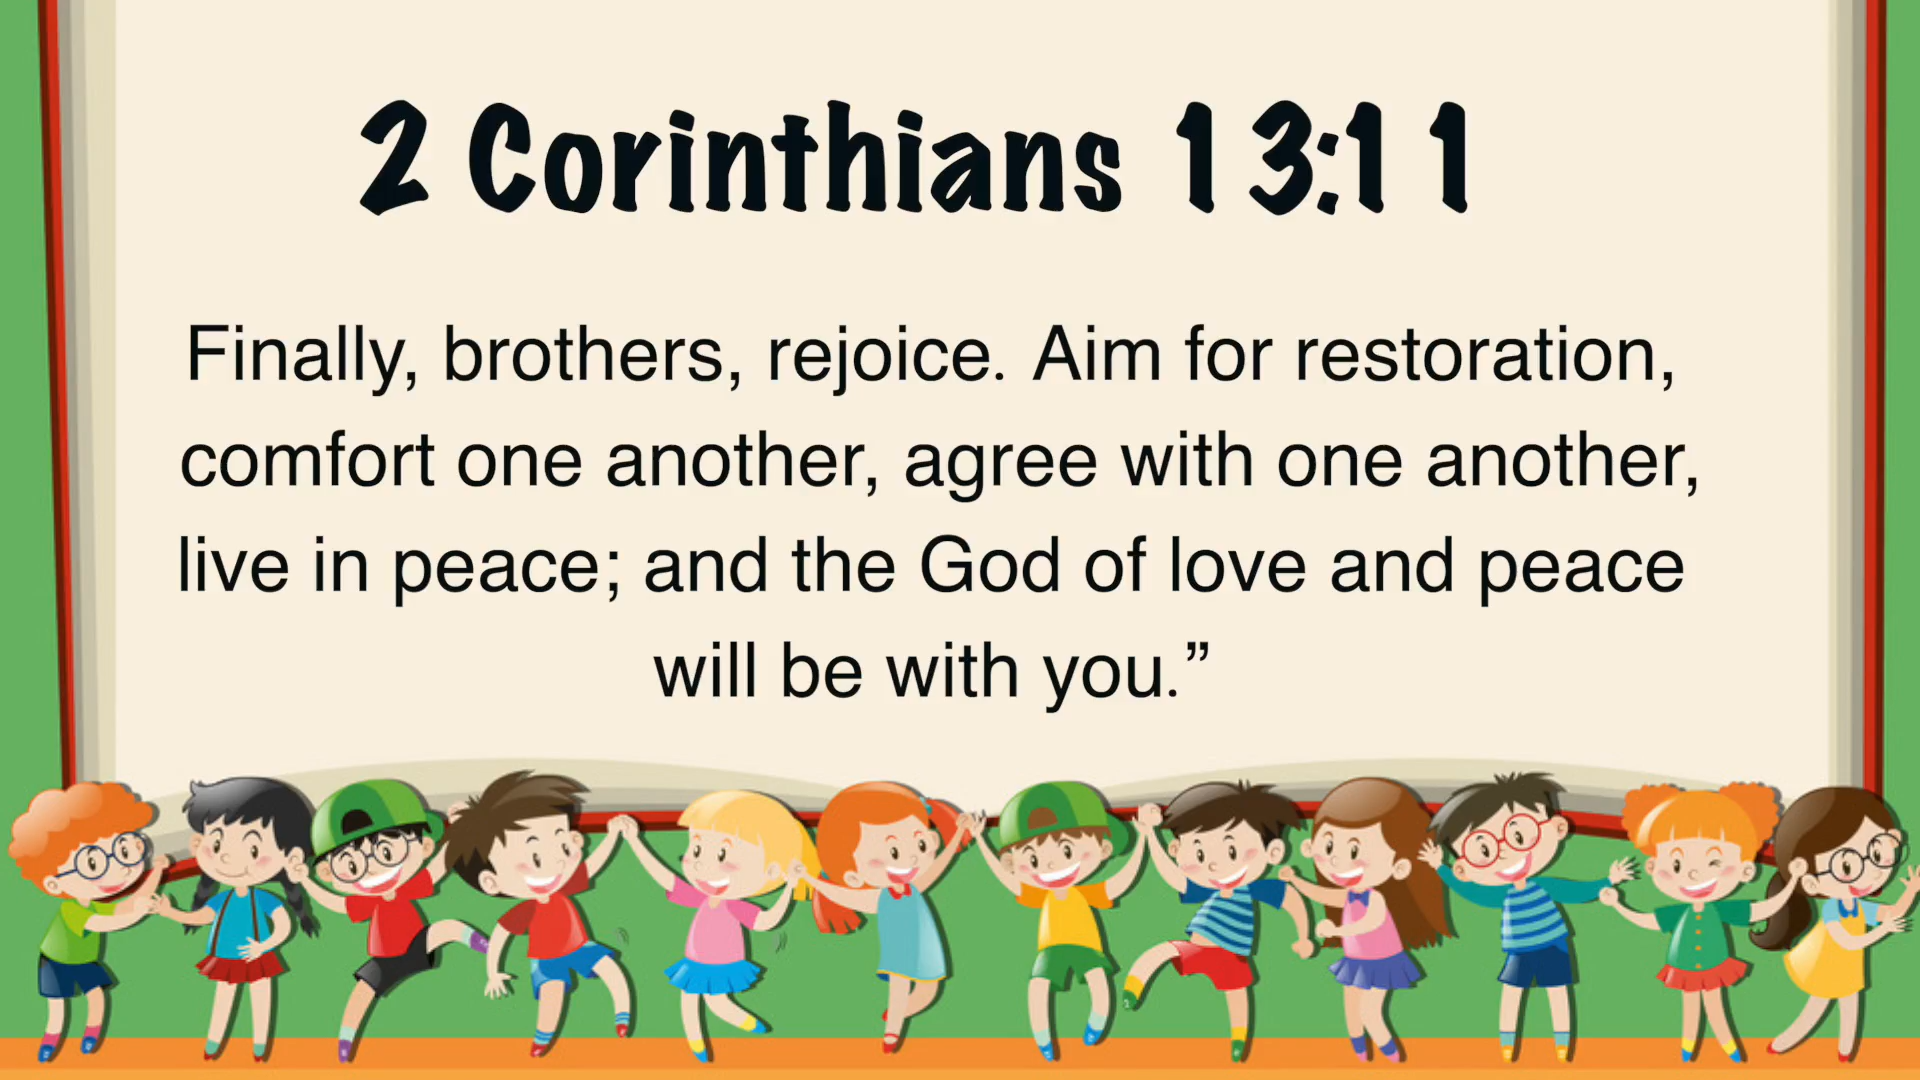 2 Corinthians 13:11
Finally, brothers, rejoice. Aim for restoration,
comfort one another, agree with one another,
live in peace; and the God of love and peace
will be with you.”